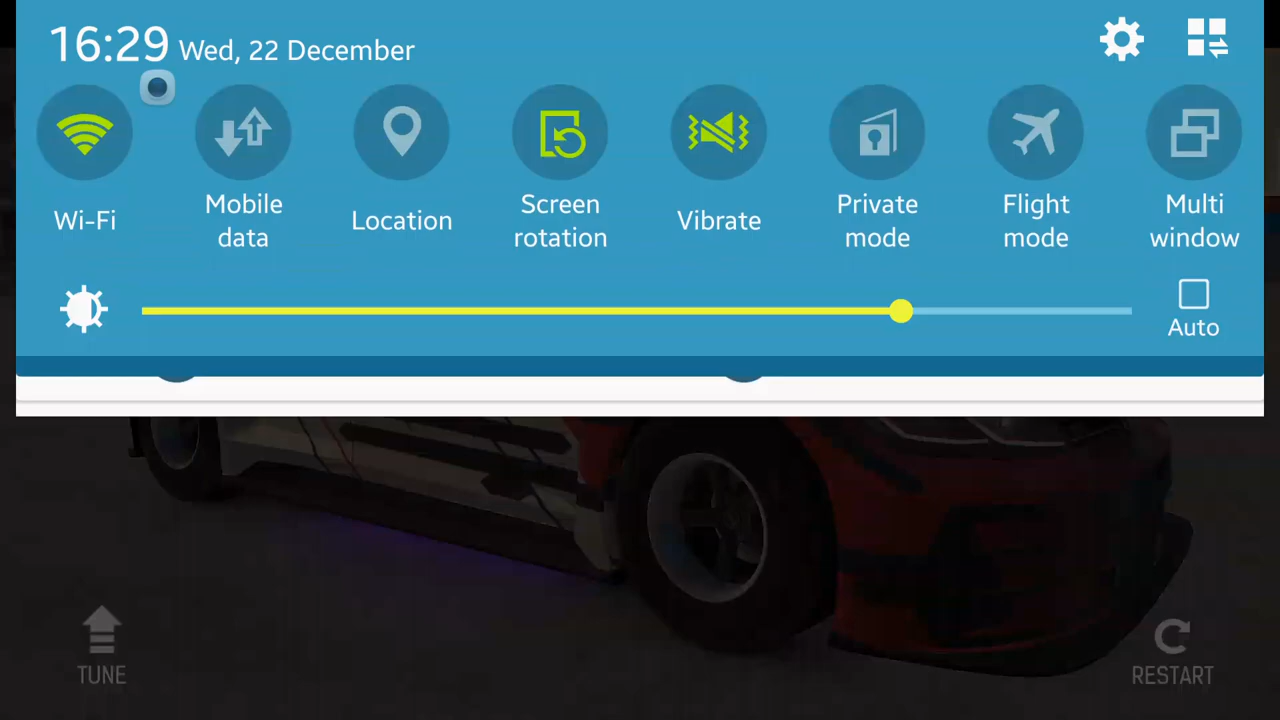 16:29 Wed, 22 December
Wi-Fi
Mobile data
Location
Screen rotation
Vibrate
Private mode
Flight mode
Multi window
Auto
TUNE
RESTART